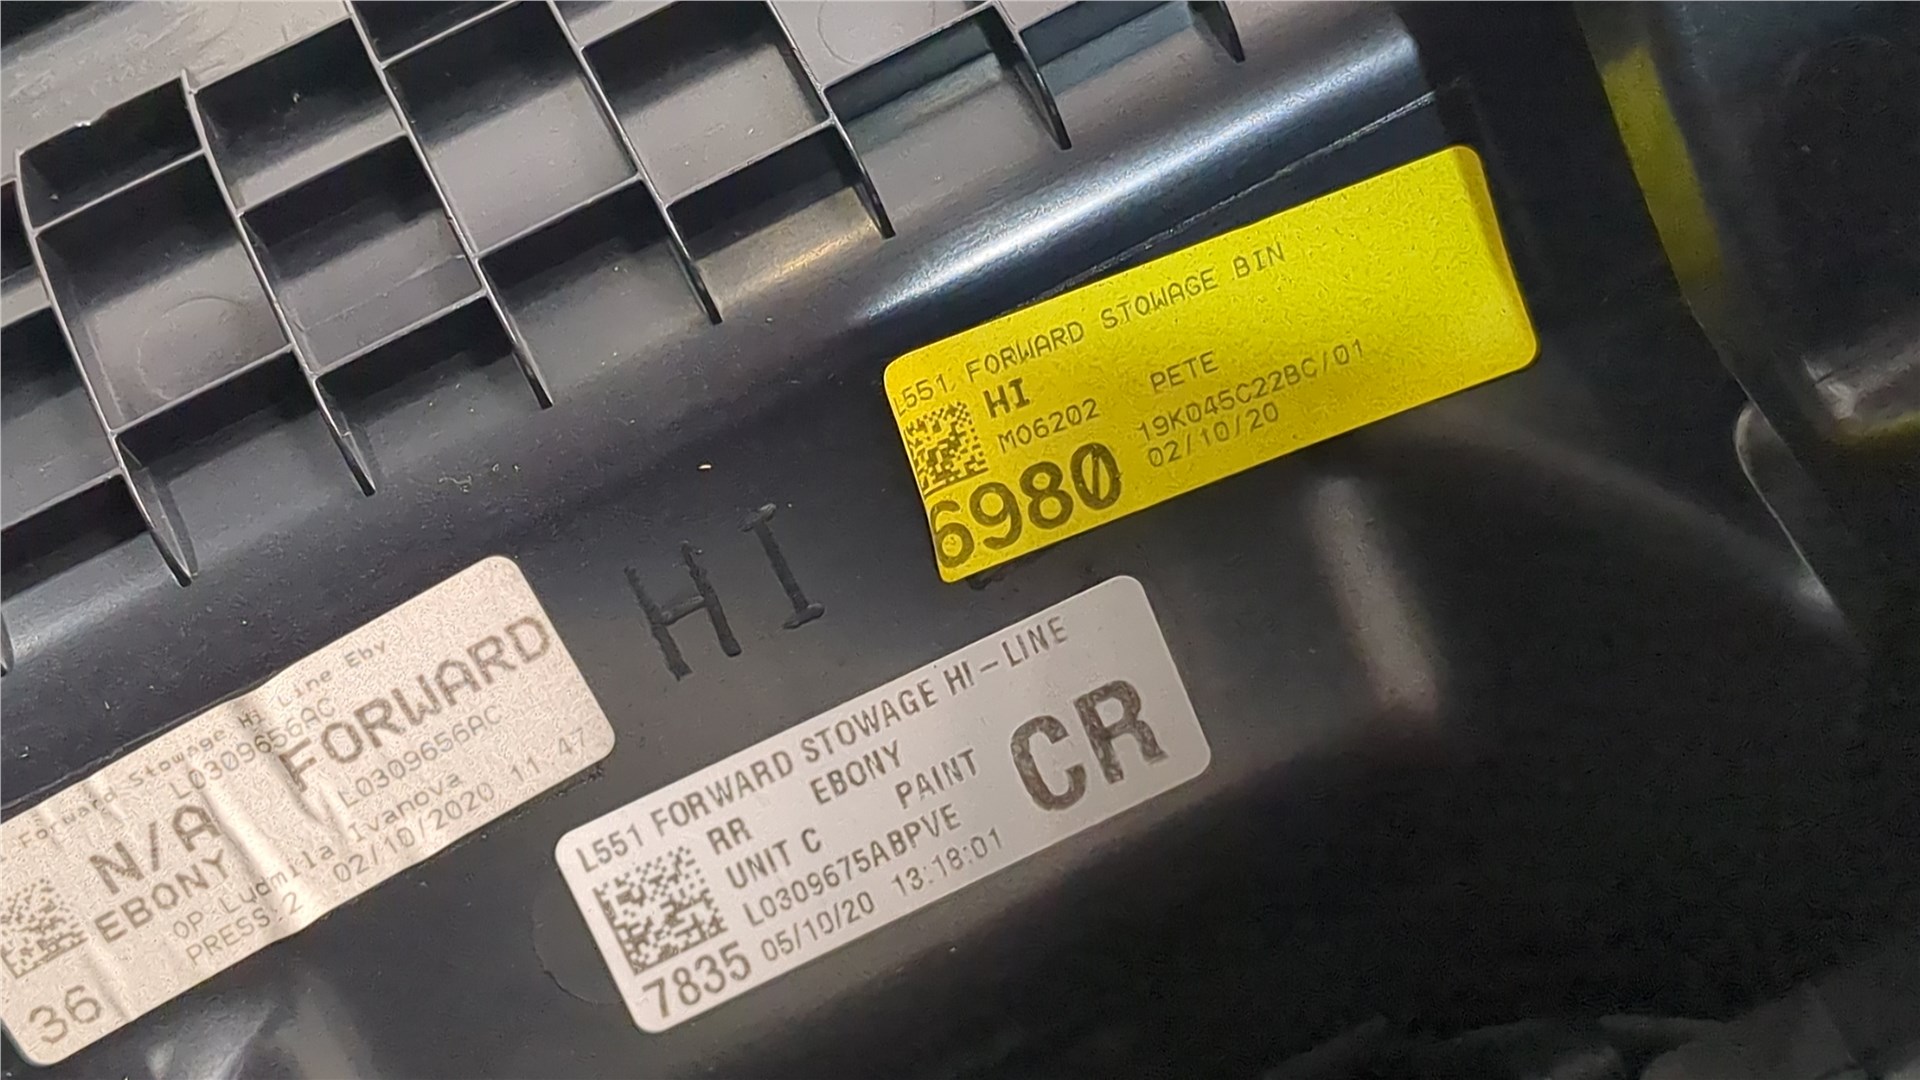 L551 FORWARD STOWAGE BIN
HI
PETE
M06202
19K045C22BC/01
02/10/20
6980
HI
Forward Stowage Hi Line Eby
L0309656AC
N/A
FORWARD
EBONY
L0309656AC
OP:Lydmila Ivanova
PRESS:2 02/10/2020 11:47
36
L551 FORWARD STOWAGE HI-LINE
RR
EBONY
UNIT C
PAINT
CR
L0309675ABPVE
7835
05/10/20 13:18:01